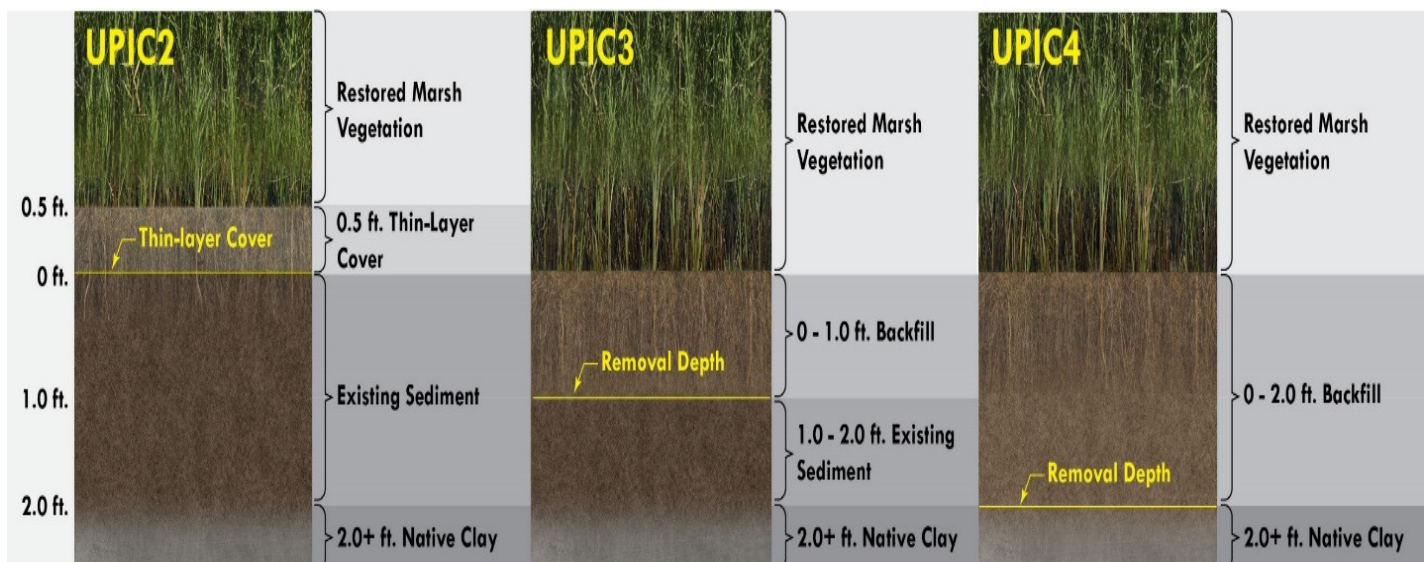 UPIC2
Restored Marsh
Vegetation
0.5 ft.
Thin-layer Cover
0.5 ft. Thin-Layer
Cover
0 ft.
Existing Sediment
1.0 ft.
2.0 ft.
2.0+ ft. Native Clay
UPIC3
Restored Marsh
Vegetation
0 - 1.0 ft. Backfill
Removal Depth
1.0 - 2.0 ft. Existing
Sediment
2.0+ ft. Native Clay
UPIC4
Restored Marsh
Vegetation
0 - 2.0 ft. Backfill
Removal Depth
2.0+ ft. Native Clay